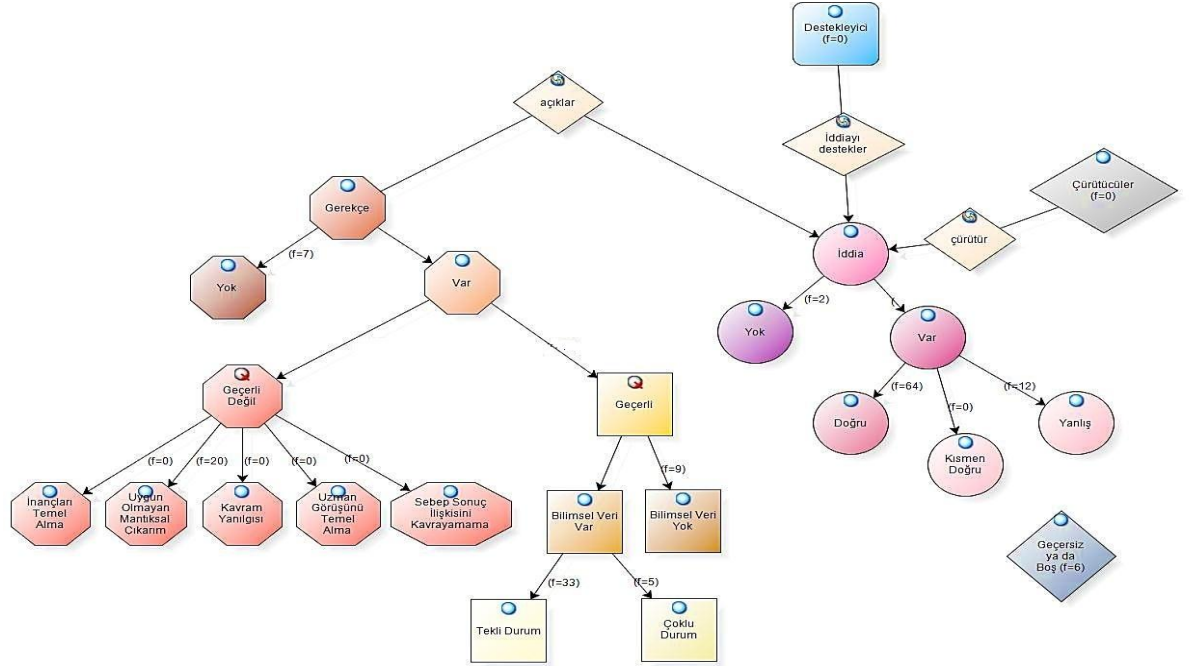 Destekleyici
(f=0)
açıklar
İddiayı
destekler
Çürütücüler
(f=0)
Gerekçe
çürütür
İddia
(f=7)
Yok
Var
(f=2)
Yok
Var
Geçerli
Değil
Geçerli
(f=64)
(f=0)
(f=12)
Doğru
Kısmen
Doğru
Yanlış
(f=0)
(f=20)
(f=0)
(f=0)
(f=0)
(f=9)
İnançları
Temel
Alma
Uygun
Olmayan
Mantıksal
Çıkarım
Kavram
Yanılgısı
Uzman
Görüşünü
Temel
Alma
Sebep Sonuç
İlişkisini
Kavrayamama
Bilimsel Veri
Var
Bilimsel Veri
Yok
Geçersiz
ya da
Boş (f=6)
(f=33)
(f=5)
Tekli Durum
Çoklu
Durum